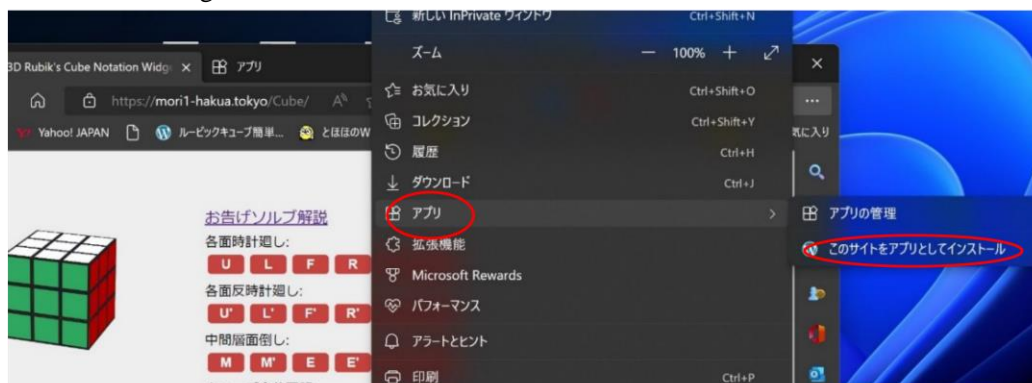 新しい InPrivate ウィンドウ Ctrl+Shift+N
ズーム — 100% +
3D Rubik's Cube Notation Widg × アプリ
お気に入り Ctrl+Shift+O
https://mori1-hakua.tokyo/Cube/
コレクション Ctrl+Shift+Y
Yahoo! JAPAN ルービックキューブ簡単... とほほのW
気に入り
履歴 Ctrl+H
ダウンロード Ctrl+J
アプリ >
アプリの管理
このサイトをアプリとしてインストール
拡張機能
Microsoft Rewards
パフォーマンス
アラートとヒント
印刷 Ctrl+P
お告げソルブ解説
各面時計廻し:
U L F R
各面反時計廻し:
U' L' F' R'
中間層面倒し:
M M' E E'